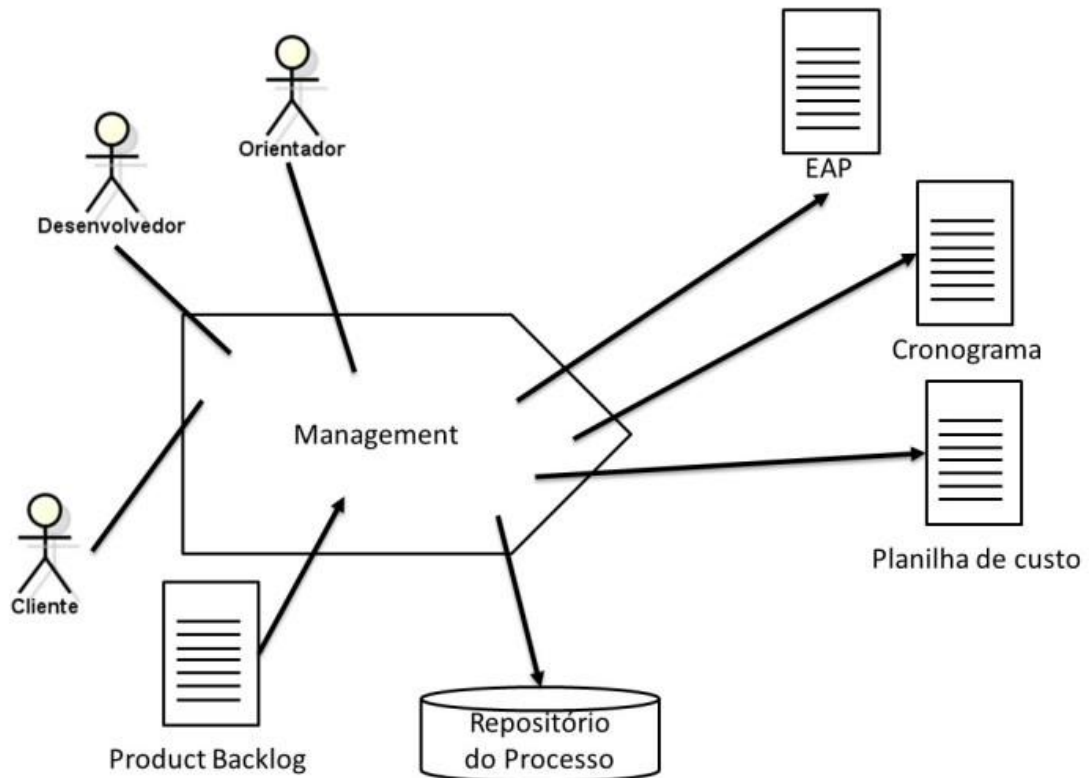 Orientador
EAP
Desenvolvedor
Cronograma
Management
Planilha de custo
Cliente
Product Backlog
Repositório
do Processo